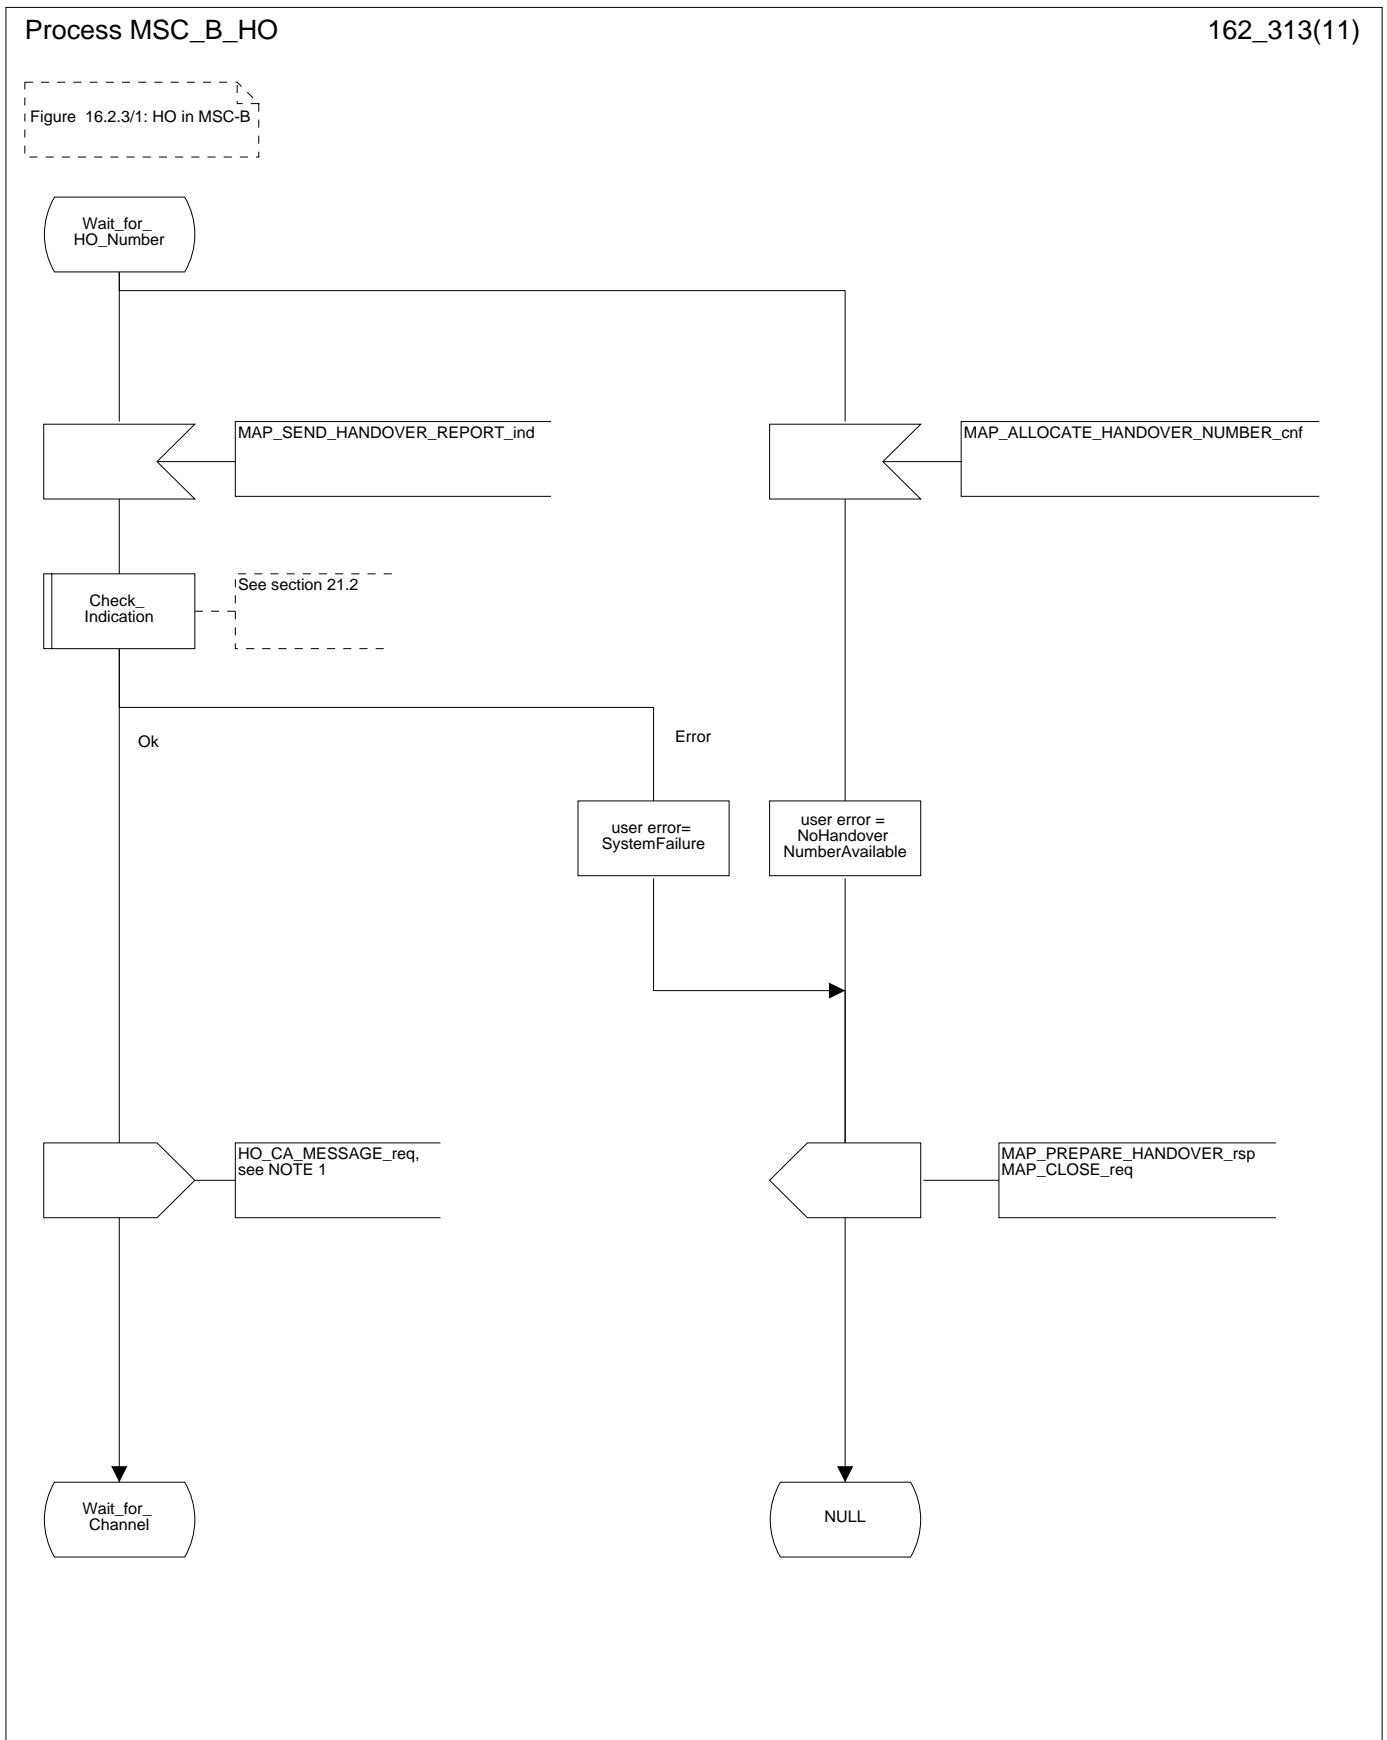 Process MSC_B_HO
162_313(11)
Figure 16.2.3/1: HO in MSC-B
Wait_for_
HO_Number
MAP_SEND_HANDOVER_REPORT_ind
MAP_ALLOCATE_HANDOVER_NUMBER_cnf
Check_
Indication
See section 21.2
Ok
Error
user error=
SystemFailure
user error =
NoHandover
NumberAvailable
HO_CA_MESSAGE_req,
see NOTE 1
MAP_PREPARE_HANDOVER_rsp
MAP_CLOSE_req
Wait_for_
Channel
NULL